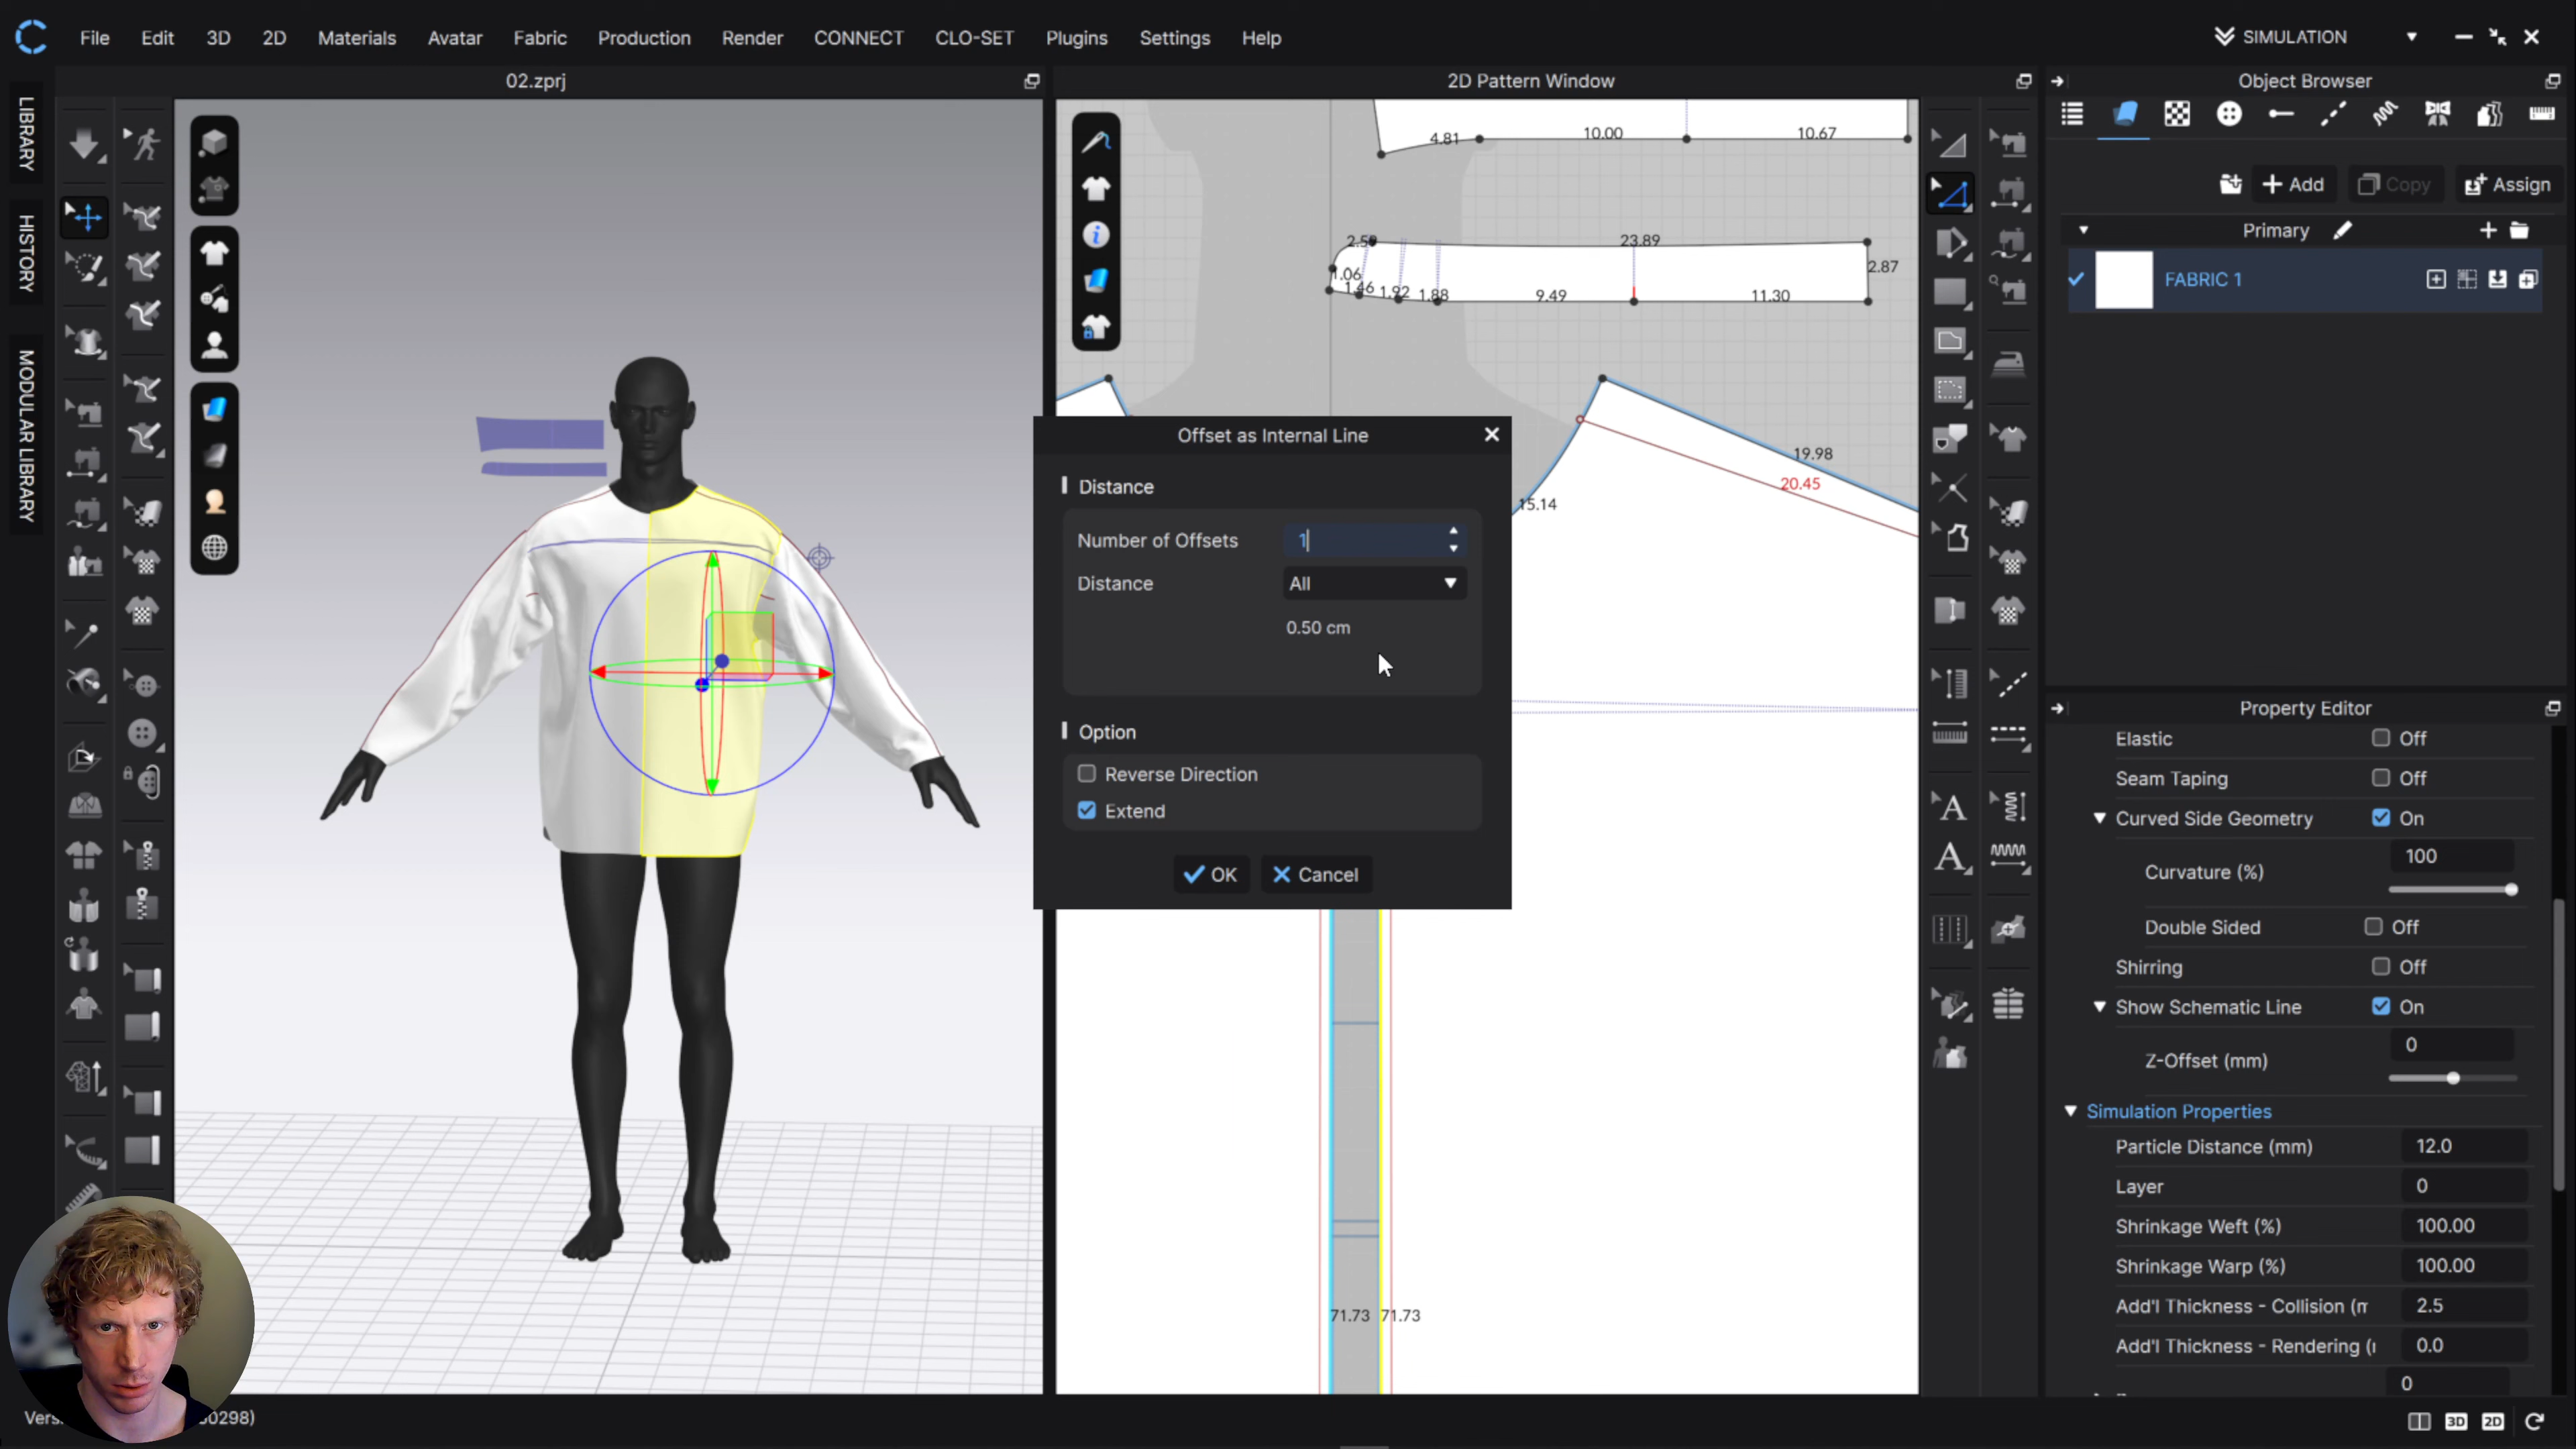 File Edit 3D 2D Materials Avatar Fabric Production Render CONNECT CLO-SET Plugins Settings Help
SIMULATION
02.zprj
2D Pattern Window
Object Browser
LIBRARY
HISTORY
MODULAR LIBRARY
4.81
10.00
10.67
Add
Copy
Assign
Primary
FABRIC 1
23.89
2.87
1.06
1.46
1.92
1.88
9.49
11.30
19.98
20.45
15.14
Offset as Internal Line
Distance
Number of Offsets 1
Distance All
0.50 cm
Option
Reverse Direction
Extend
OK
Cancel
71.73
71.73
Property Editor
Elastic Off
Seam Taping Off
Curved Side Geometry On
Curvature (%) 100
Double Sided Off
Shirring Off
Show Schematic Line On
Z-Offset (mm) 0
Simulation Properties
Particle Distance (mm) 12.0
Layer 0
Shrinkage Weft (%) 100.00
Shrinkage Warp (%) 100.00
Add'l Thickness - Collision (m 2.5
Add'l Thickness - Rendering (ı 0.0
0
Vers
0298)
3D
2D